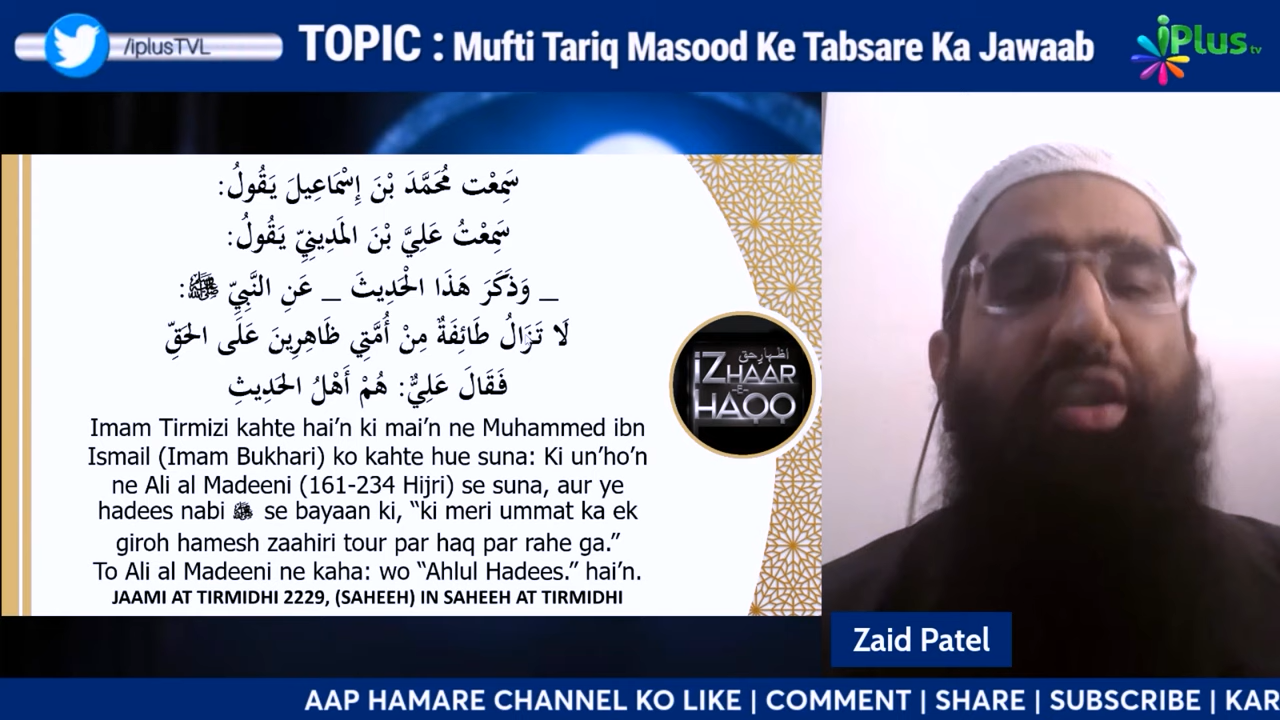 /iplusTVL
TOPIC : Mufti Tariq Masood Ke Tabsare Ka Jawaab
iPlus tv
سَمِعْت مُحَمَّدَ بْنَ إِسْمَاعِيلَ يَقُولُ:
سَمِعْتُ عَلِيَّ بْنَ المَدِينِيِّ يَقُولُ:
_ وَذَكَرَ هَذَا الْحَدِيثَ _ عَنِ النَّبِيِّ ﷺ:
لَا تَزَالُ طَائِفَةٌ مِنْ أُمَّتِي ظَاهِرِينَ عَلَى الحَقِّ
فَقَالَ عَلِيٌّ: هُمْ أَهْلُ الحَدِيثِ
Imam Tirmizi kahte hai’n ki mai’n ne Muhammed ibn
Ismail (Imam Bukhari) ko kahte hue suna: Ki un’ho’n
ne Ali al Madeeni (161-234 Hijri) se suna, aur ye
hadees nabi ﷺ se bayaan ki, “ki meri ummat ka ek
giroh hamesh zaahiri tour par haq par rahe ga.”
To Ali al Madeeni ne kaha: wo “Ahlul Hadees.” hai’n.
JAAMI AT TIRMIDHI 2229, (SAHEEH) IN SAHEEH AT TIRMIDHI
اظہارِ حق
iZHAAR
-E-
HAQQ
Zaid Patel
AAP HAMARE CHANNEL KO LIKE | COMMENT | SHARE | SUBSCRIBE | KAR